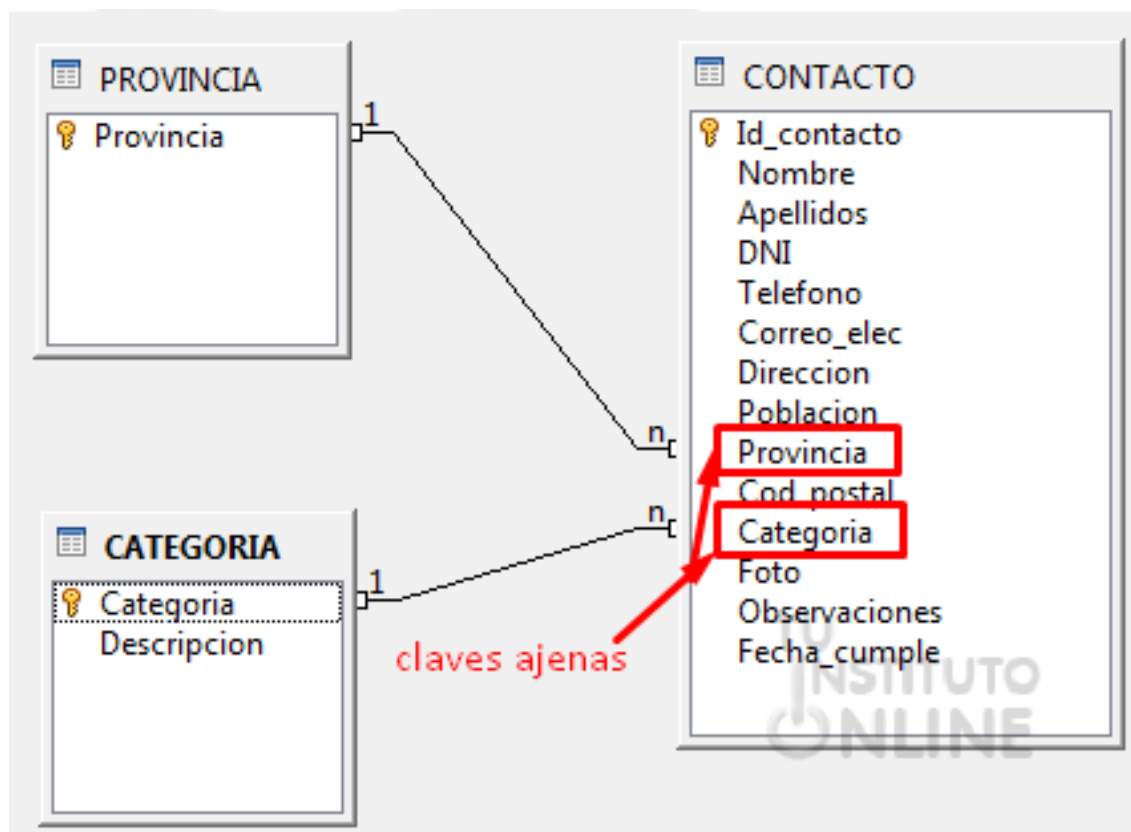 PROVINCIA
Provincia
1
CONTACTO
Id_contacto
Nombre
Apellidos
DNI
Telefono
Correo_elec
Direccion
Poblacion
n
Provincia
Cod_postal
n
Categoria
Foto
Observaciones
Fecha_cumple
CATEGORIA
Categoria
1
Descripcion
claves ajenas
TU
INSTITUTO
ONLINE